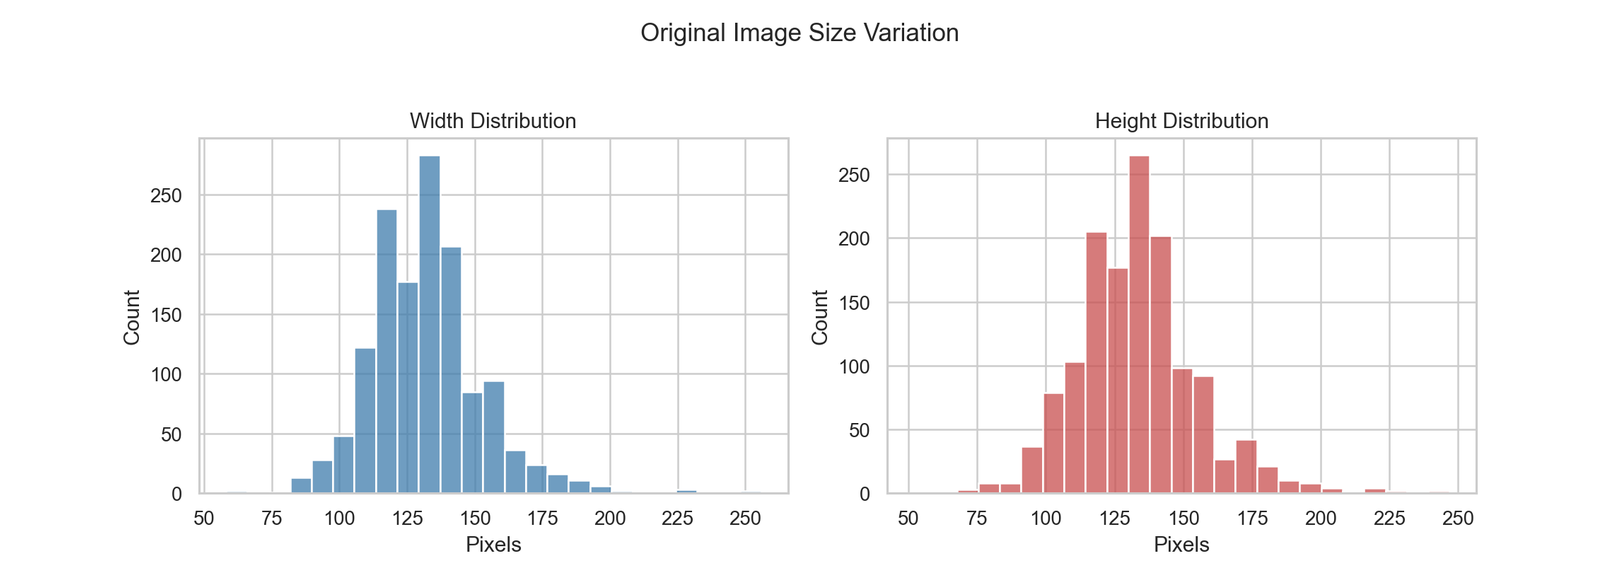 Original Image Size Variation
Width Distribution
Count
250
200
150
100
50
0
50 75 100 125 150 175 200 225 250
Pixels
Height Distribution
Count
250
200
150
100
50
0
50 75 100 125 150 175 200 225 250
Pixels